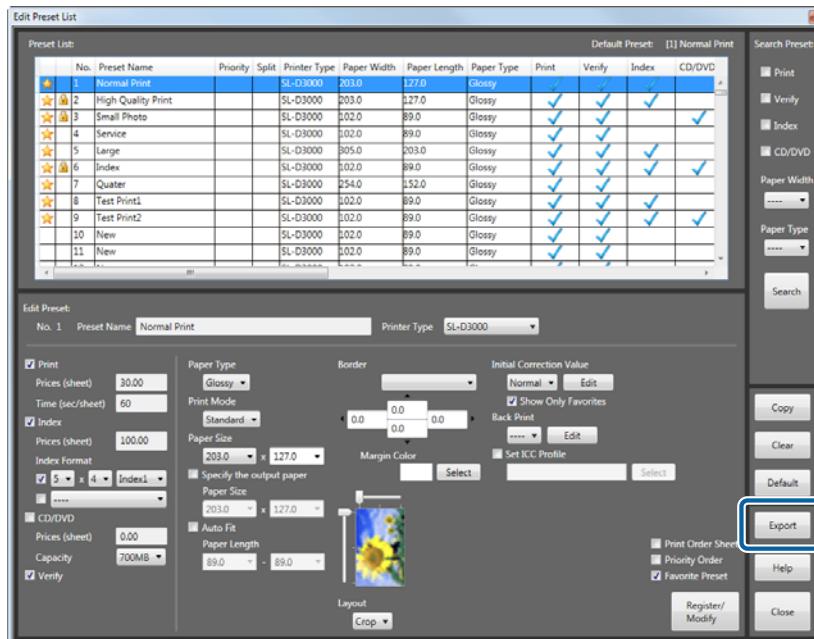 Edit Preset List
Preset List:
Default Preset: [1] Normal Print
No. Preset Name Priority Split Printer Type Paper Width Paper Length Paper Type Print Verify Index CD/DVD
1 Normal Print SL-D3000 203.0 127.0 Glossy
2 High Quality Print SL-D3000 203.0 127.0 Glossy
3 Small Photo SL-D3000 102.0 89.0 Glossy
4 Service SL-D3000 102.0 89.0 Glossy
5 Large SL-D3000 305.0 203.0 Glossy
6 Index SL-D3000 102.0 89.0 Glossy
7 Quater SL-D3000 254.0 152.0 Glossy
8 Test Print1 SL-D3000 102.0 89.0 Glossy
9 Test Print2 SL-D3000 102.0 89.0 Glossy
10 New SL-D3000 102.0 89.0 Glossy
11 New SL-D3000 102.0 89.0 Glossy
Search Preset:
Print
Verify
Index
CD/DVD
Paper Width
----
Paper Type
----
Search
Edit Preset:
No. 1 Preset Name Normal Print Printer Type SL-D3000
Print
Prices (sheet) 30.00
Time (sec/sheet) 60
Index
Prices (sheet) 100.00
Index Format
5 x 4 Index1
----
CD/DVD
Prices (sheet) 0.00
Capacity 700MB
Verify
Paper Type
Glossy
Print Mode
Standard
Paper Size
203.0 x 127.0
Specify the output paper
Paper Size
203.0 x 127.0
Auto Fit
Paper Length
89.0 - 89.0
Border
0.0
0.0 0.0
0.0
Margin Color
Select
Layout
Crop
Initial Correction Value
Normal Edit
Show Only Favorites
Back Print
---- Edit
Set ICC Profile
Select
Print Order Sheet
Priority Order
Favorite Preset
Register/
Modify
Copy
Clear
Default
Export
Help
Close